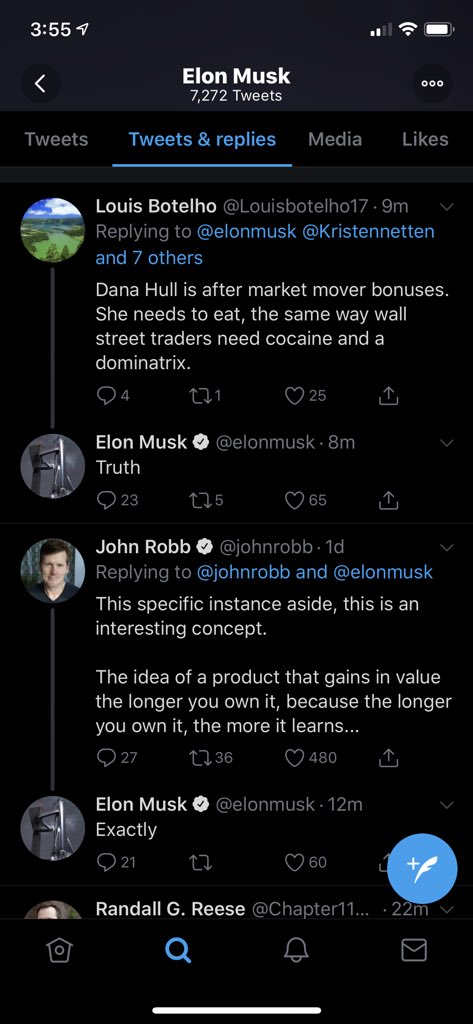 3:55
Elon Musk
7,272 Tweets
Tweets Tweets & replies Media Likes
Louis Botelho @Louisbotelho17 · 9m
Replying to @elonmusk @Kristennetten
and 7 others
Dana Hull is after market mover bonuses.
She needs to eat, the same way wall
street traders need cocaine and a
dominatrix.
4 1 25
Elon Musk @elonmusk · 8m
Truth
23 5 65
John Robb @johnrobb · 1d
Replying to @johnrobb and @elonmusk
This specific instance aside, this is an
interesting concept.
The idea of a product that gains in value
the longer you own it, because the longer
you own it, the more it learns...
27 36 480
Elon Musk @elonmusk · 12m
Exactly
21 60
Randall G. Reese @Chapter11... · 22m